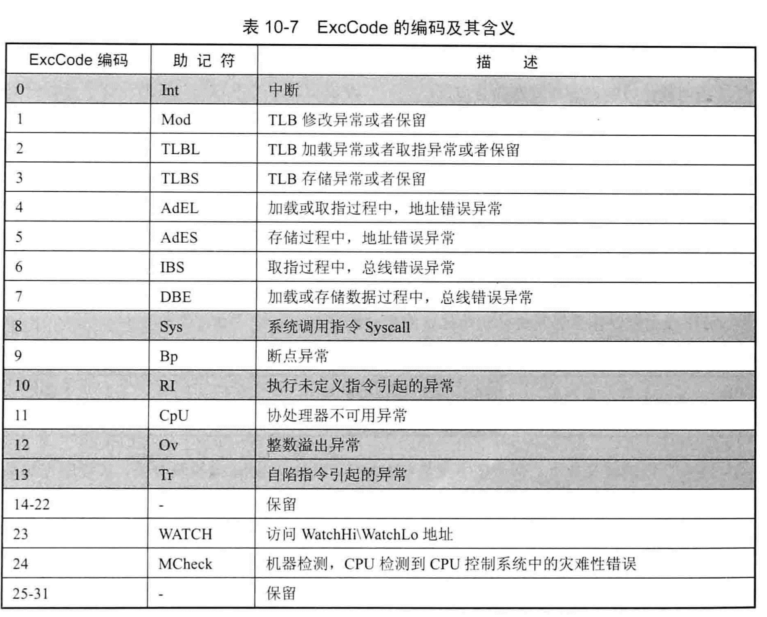 表 10-7 ExcCode 的编码及其含义
ExcCode 编码 助 记 符 描 述
0 Int 中断
1 Mod TLB 修改异常或者保留
2 TLBL TLB 加载异常或者取指异常或者保留
3 TLBS TLB 存储异常或者保留
4 AdEL 加载或取指过程中，地址错误异常
5 AdES 存储过程中，地址错误异常
6 IBS 取指过程中，总线错误异常
7 DBE 加载或存储数据过程中，总线错误异常
8 Sys 系统调用指令 Syscall
9 Bp 断点异常
10 RI 执行未定义指令引起的异常
11 CpU 协处理器不可用异常
12 Ov 整数溢出异常
13 Tr 自陷指令引起的异常
14-22 - 保留
23 WATCH 访问 WatchHi\WatchLo 地址
24 MCheck 机器检测，CPU 检测到 CPU 控制系统中的灾难性错误
25-31 - 保留